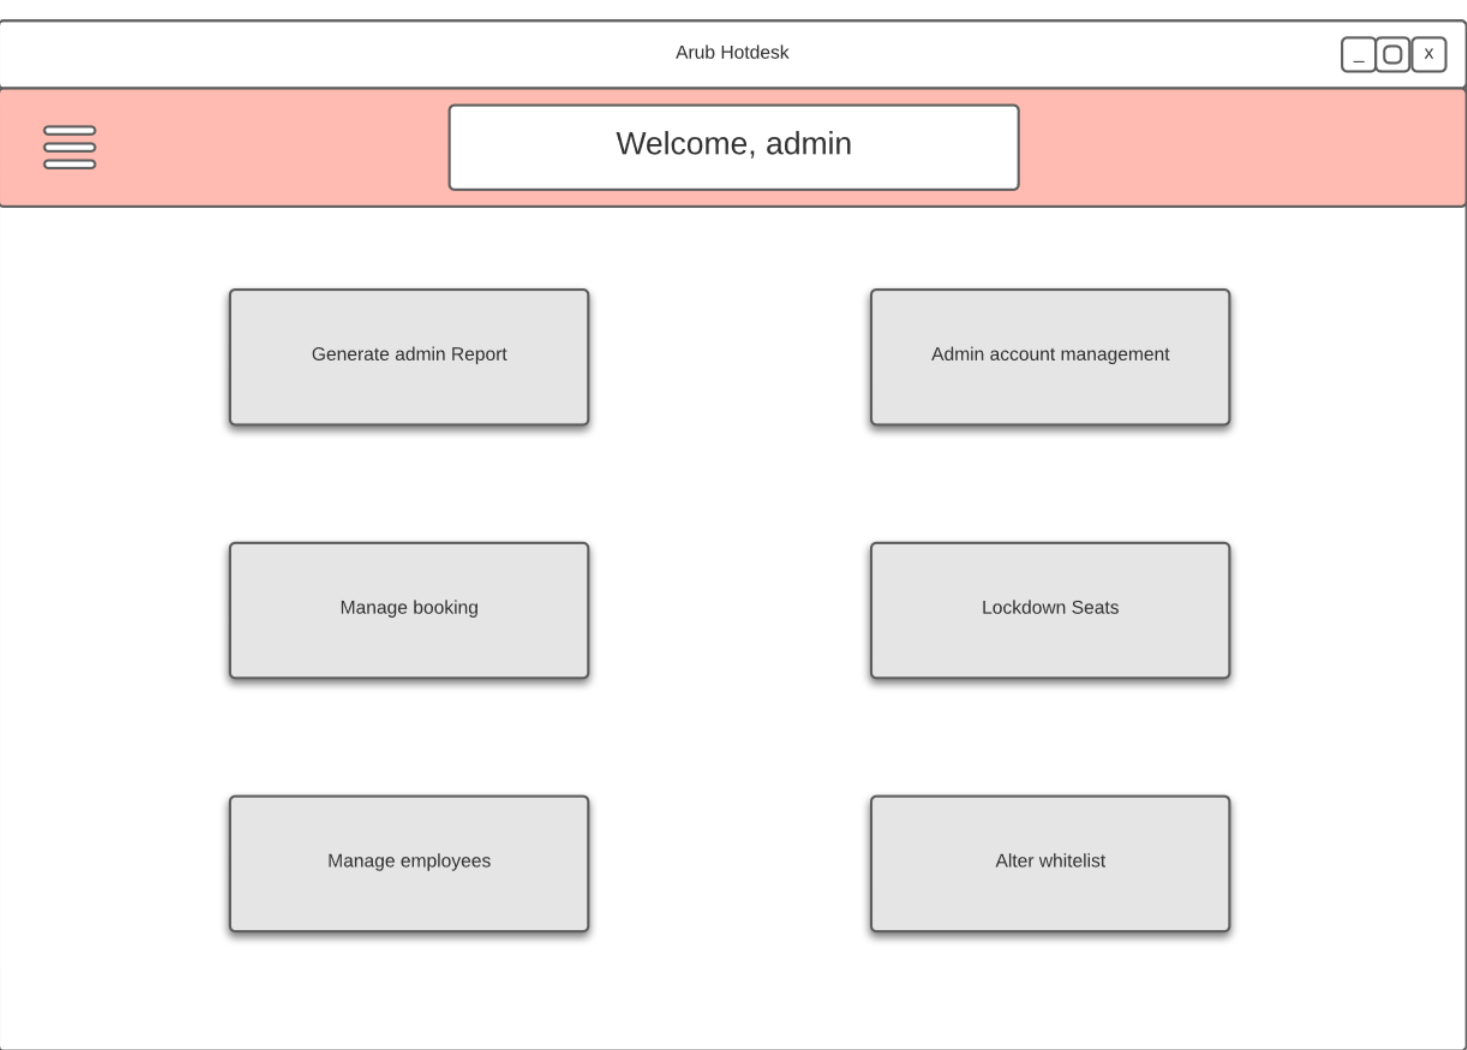 Arub Hotdesk
_ x
Welcome, admin
Generate admin Report
Admin account management
Manage booking
Lockdown Seats
Manage employees
Alter whitelist